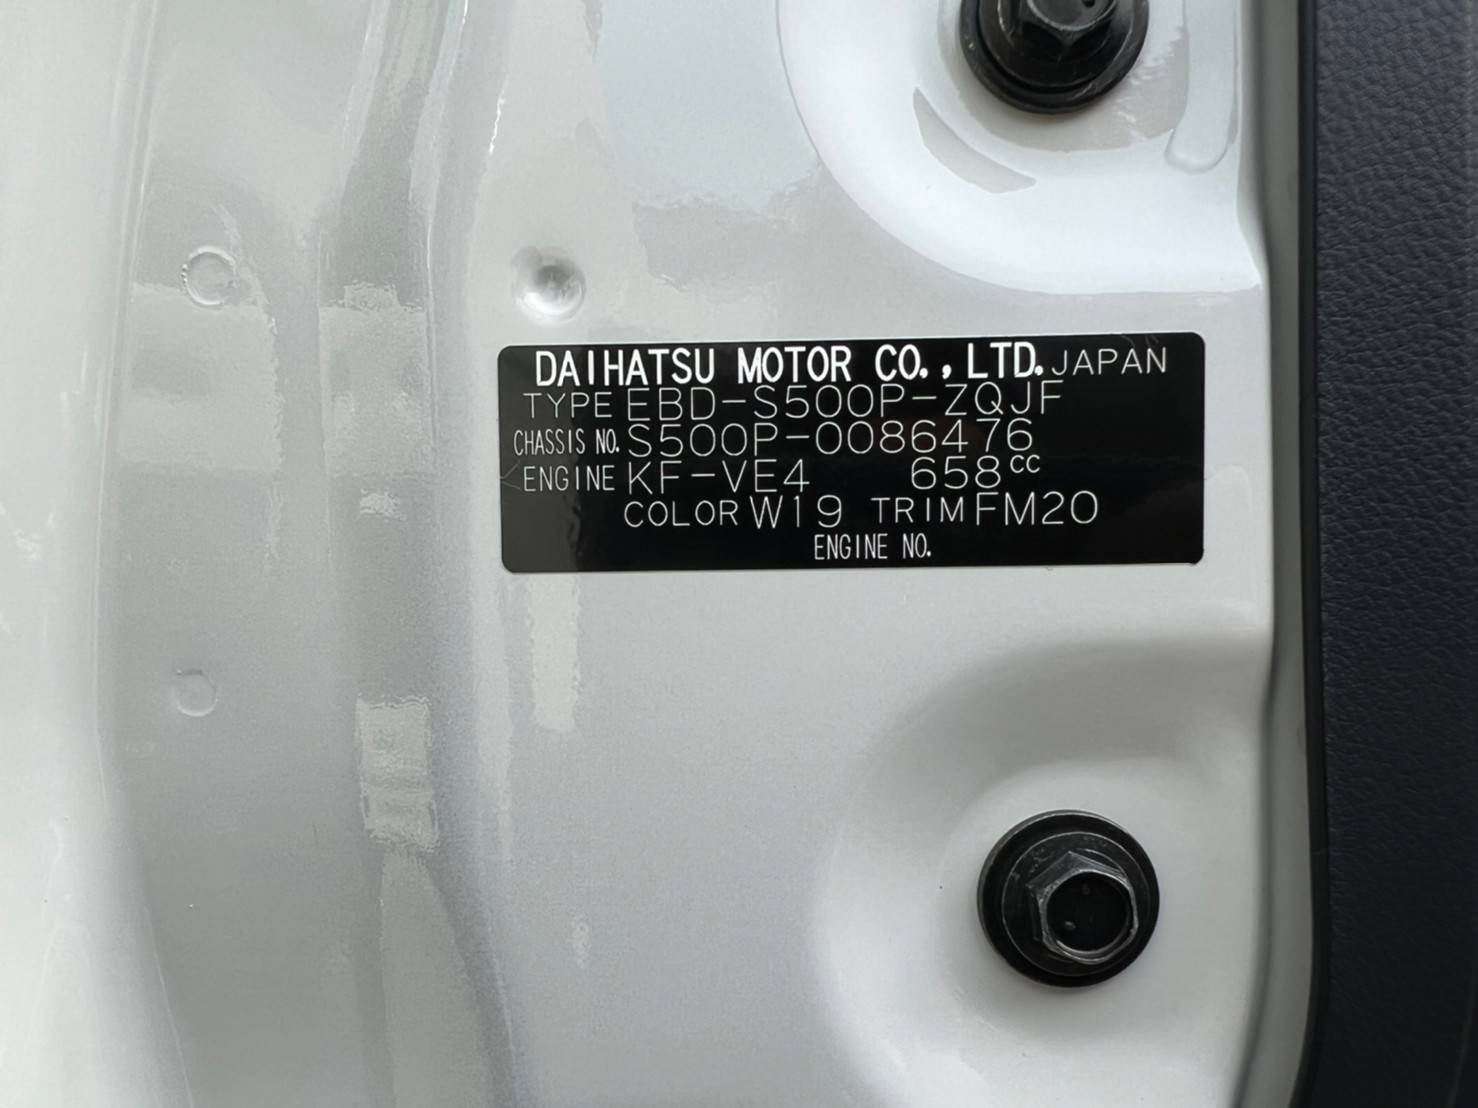 DAIHATSU MOTOR CO.,LTD. JAPAN
TYPE EBD-S500P-ZQJF
CHASSIS NO. S500P-0086476
ENGINE KF-VE4 658cc
COLOR W19 TRIM FM20
ENGINE NO.